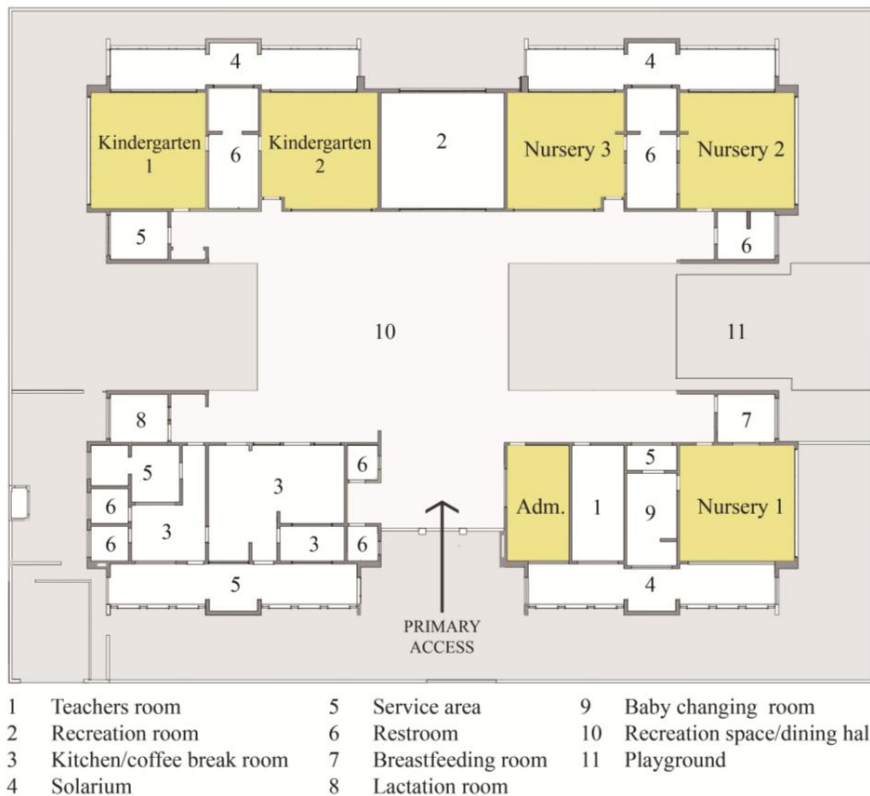 4
4
Kindergarten
1
6
Kindergarten
2
2
Nursery 3
6
Nursery 2
5
6
10
11
8
7
5
6
3
6
3
3
6
6
Adm.
1
5
9
Nursery 1
5
4
PRIMARY
ACCESS
1 Teachers room
2 Recreation room
3 Kitchen/coffee break room
4 Solarium
5 Service area
6 Restroom
7 Breastfeeding room
8 Lactation room
9 Baby changing room
10 Recreation space/dining hal
11 Playground